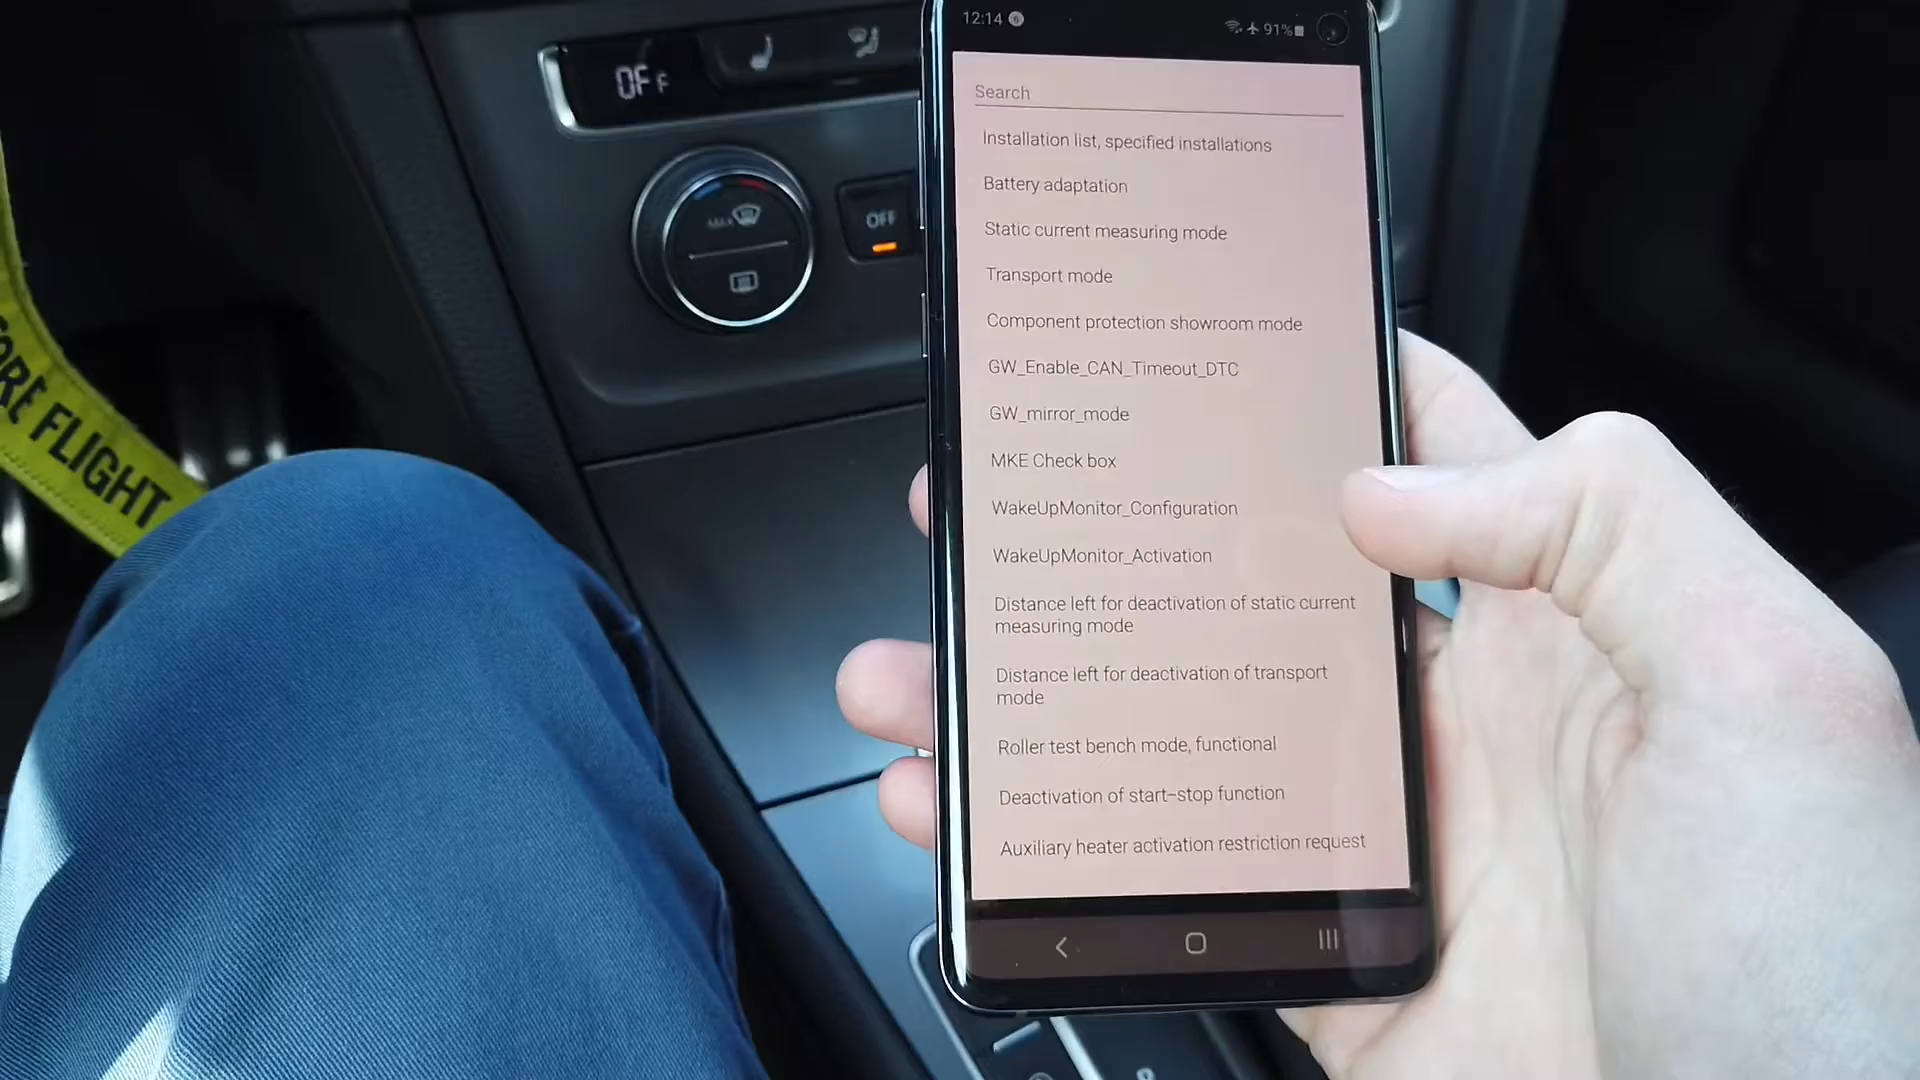 12:14
91%
OFF
Search
Installation list, specified installations
Battery adaptation
Static current measuring mode
Transport mode
Component protection showroom mode
MAX
OFF
GW_Enable_CAN_Timeout_DTC
GW_mirror_mode
MKE Check box
WakeUpMonitor_Configuration
WakeUpMonitor_Activation
Distance left for deactivation of static current
measuring mode
Distance left for deactivation of transport
mode
Roller test bench mode, functional
Deactivation of start-stop function
Auxiliary heater activation restriction request
FLIGHT